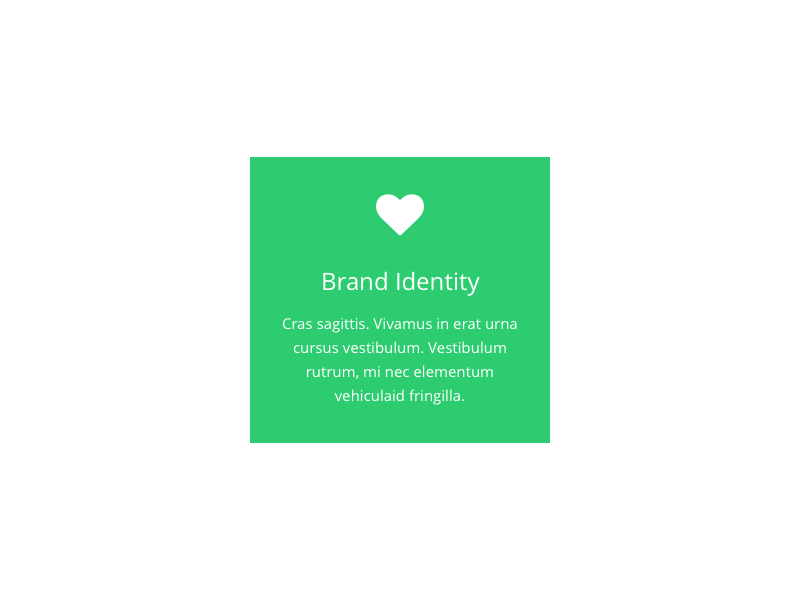 Brand Identity
Cras sagittis. Vivamus in erat urna
cursus vestibulum. Vestibulum
rutrum, mi nec elementum
vehiculaid fringilla.